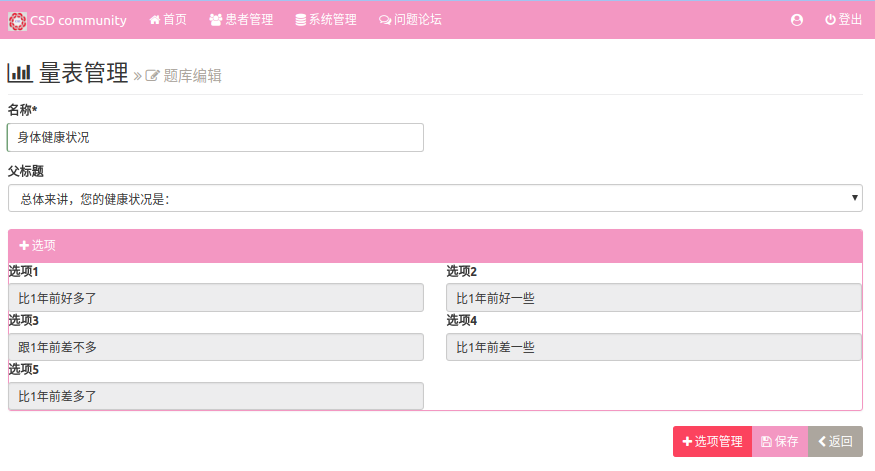 CSD community 首页 患者管理 系统管理 问题论坛 登出
量表管理 » 题库编辑
名称*
身体健康状况
父标题
总体来讲，您的健康状况是：
选项
选项1 选项2
比1年前好多了 比1年前好一些
选项3 选项4
跟1年前差不多 比1年前差一些
选项5
比1年前差多了
选项管理 保存 返回